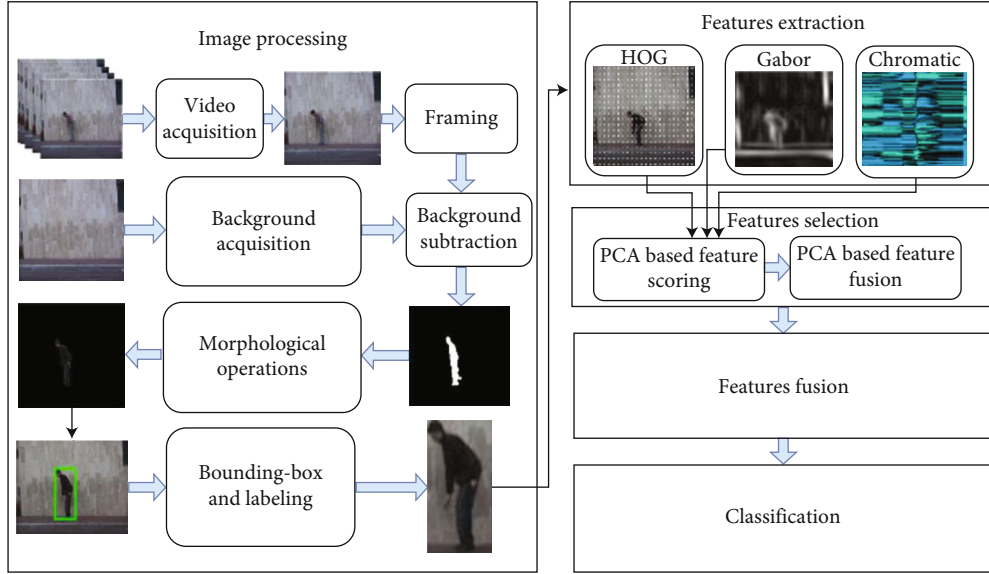 Image processing
Video
acquisition
Framing
Background
acquisition
Background
subtraction
Morphological
operations
Bounding-box
and labeling
Features extraction
HOG
Gabor
Chromatic
Features selection
PCA based feature
scoring
PCA based feature
fusion
Features fusion
Classification